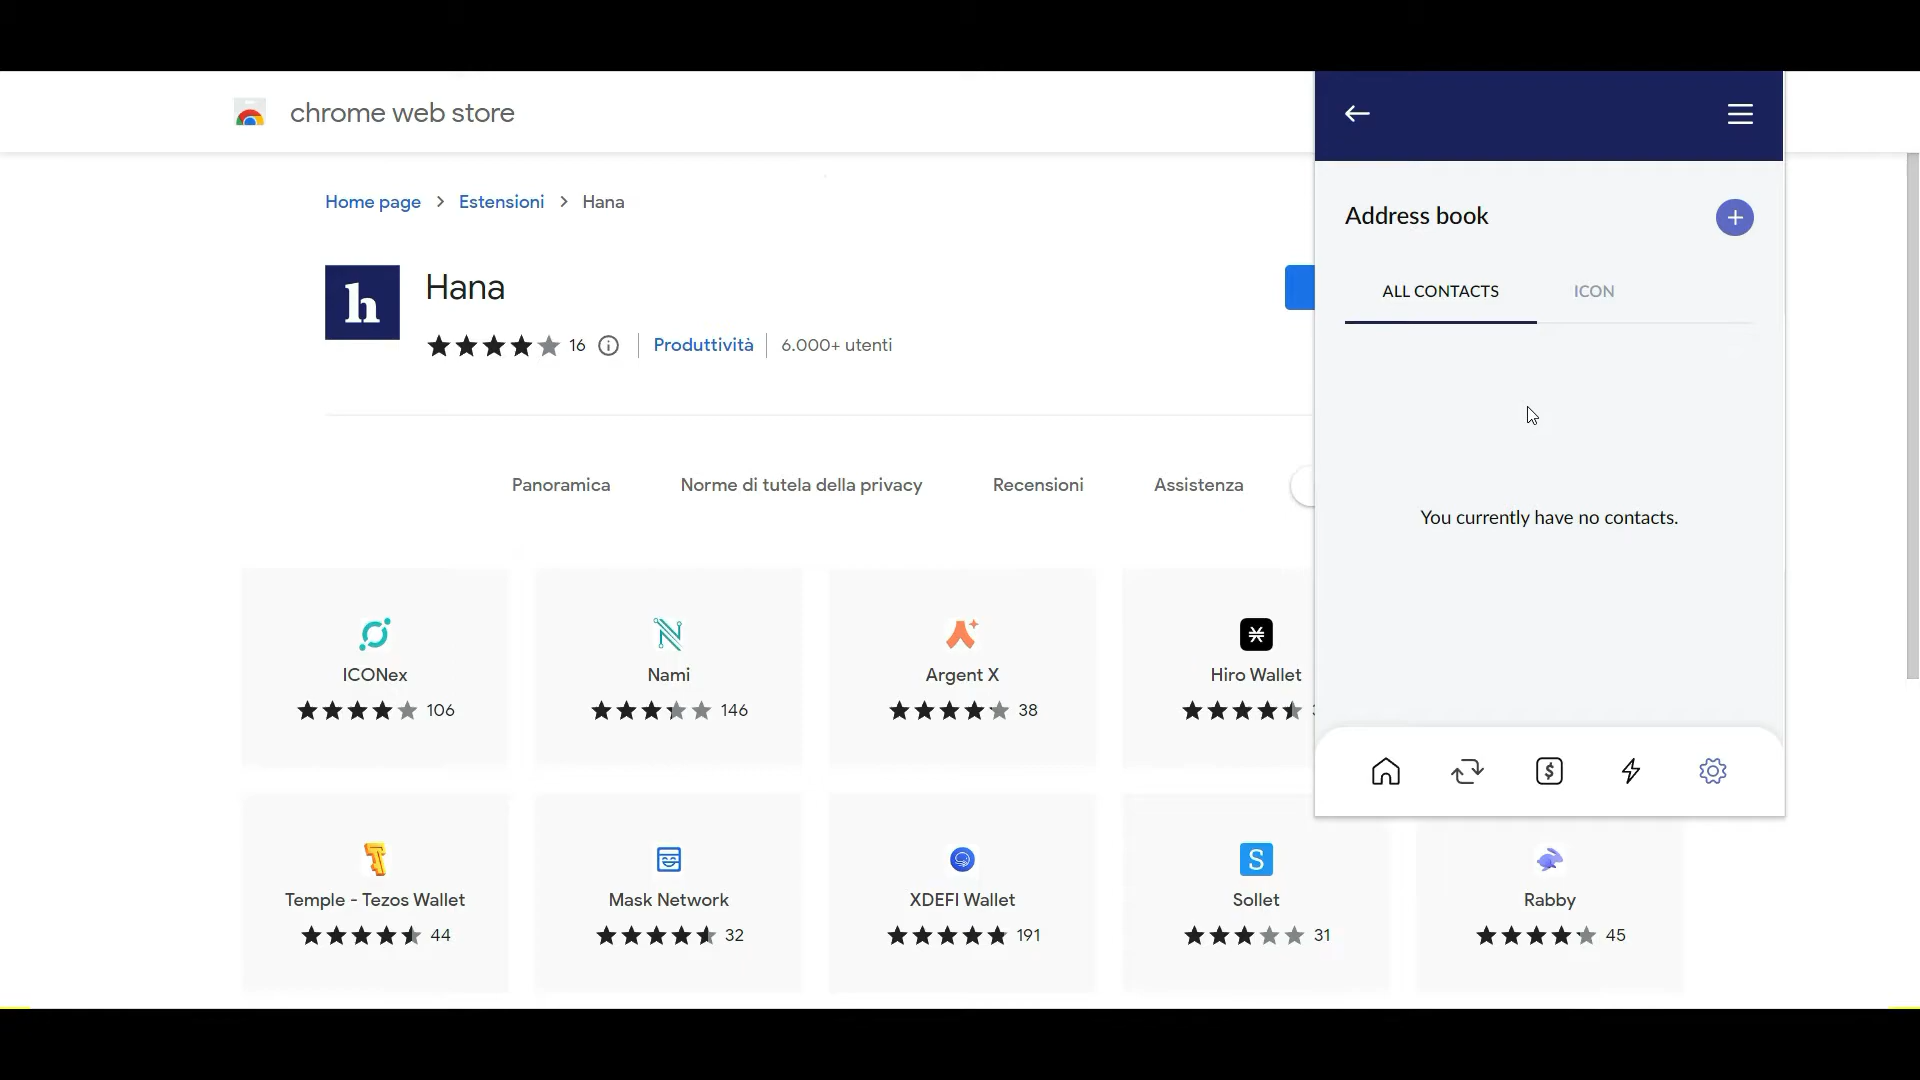 chrome web store
Home page > Estensioni > Hana
h
Hana
16 Produttività 6.000+ utenti
Panoramica Norme di tutela della privacy Recensioni Assistenza
ICONex
106
Nami
146
Argent X
38
Hiro Wallet
Temple - Tezos Wallet
44
Mask Network
32
XDEFI Wallet
191
S
Sollet
31
Rabby
45
Address book
+
ALL CONTACTS ICON
You currently have no contacts.
$